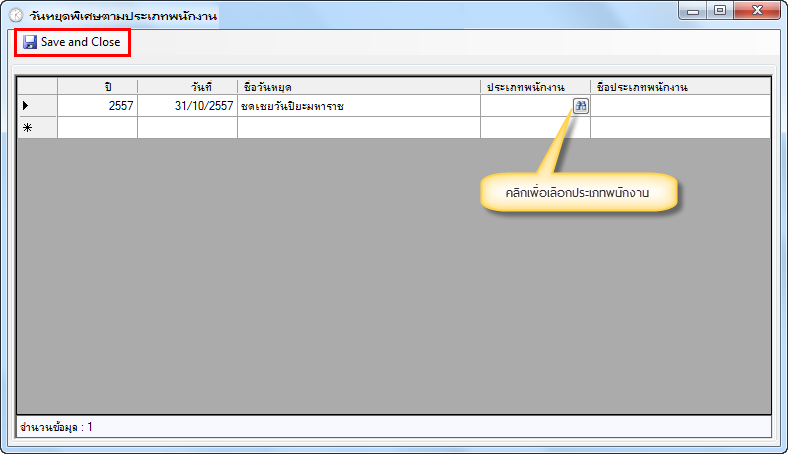 วันหยุดพิเศษตามประเภทพนักงาน
Save and Close
ปี วันที่ ชื่อวันหยุด ประเภทพนักงาน ชื่อประเภทพนักงาน
2557 31/10/2557 ชดเชยวันปิยะมหาราช
คลิกเพื่อเลือกประเภทพนักงาน
จำนวนข้อมูล : 1